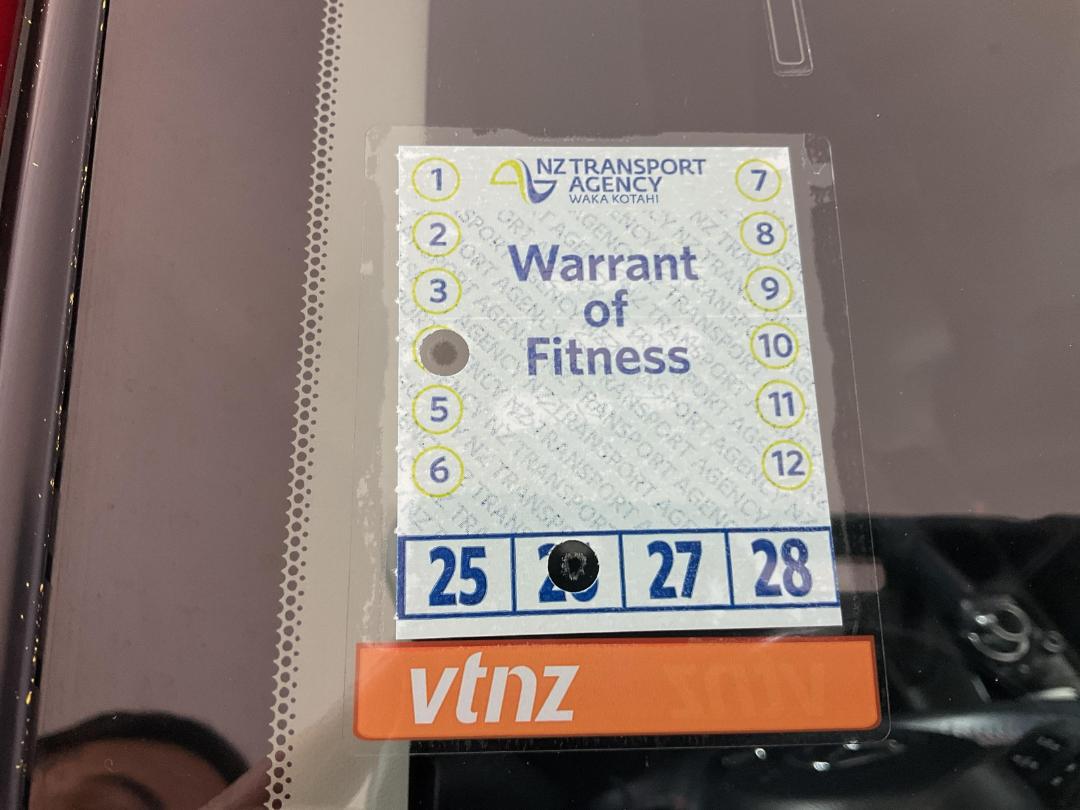 NZ TRANSPORT
AGENCY
WAKA KOTAHI
Warrant
of
Fitness
1
2
3
5
6
7
8
9
10
11
12
25 26 27 28
vtnz